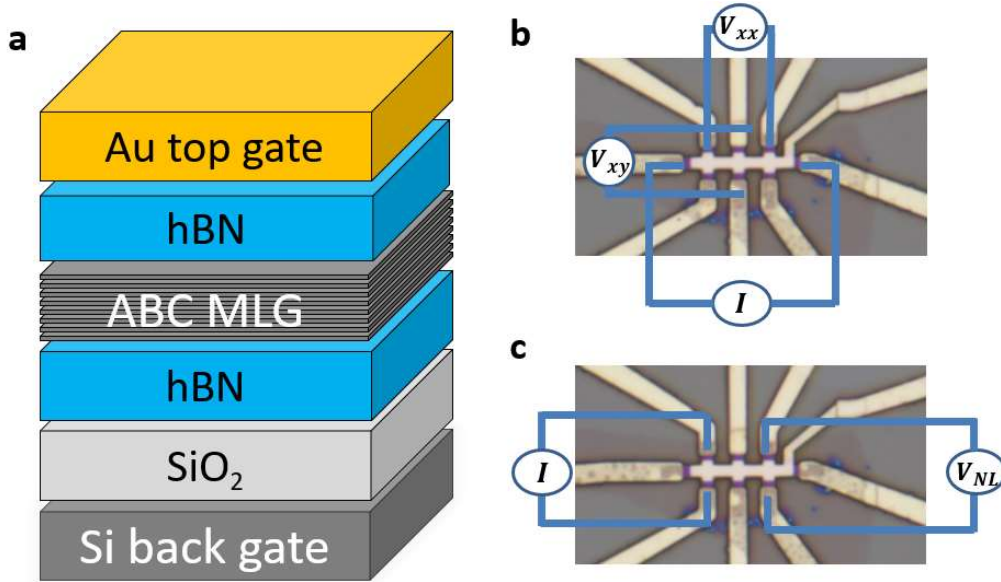 a
Au top gate
hBN
ABC MLG
hBN
SiO₂
Si back gate
b
Vxx
Vxy
I
c
I
VNL